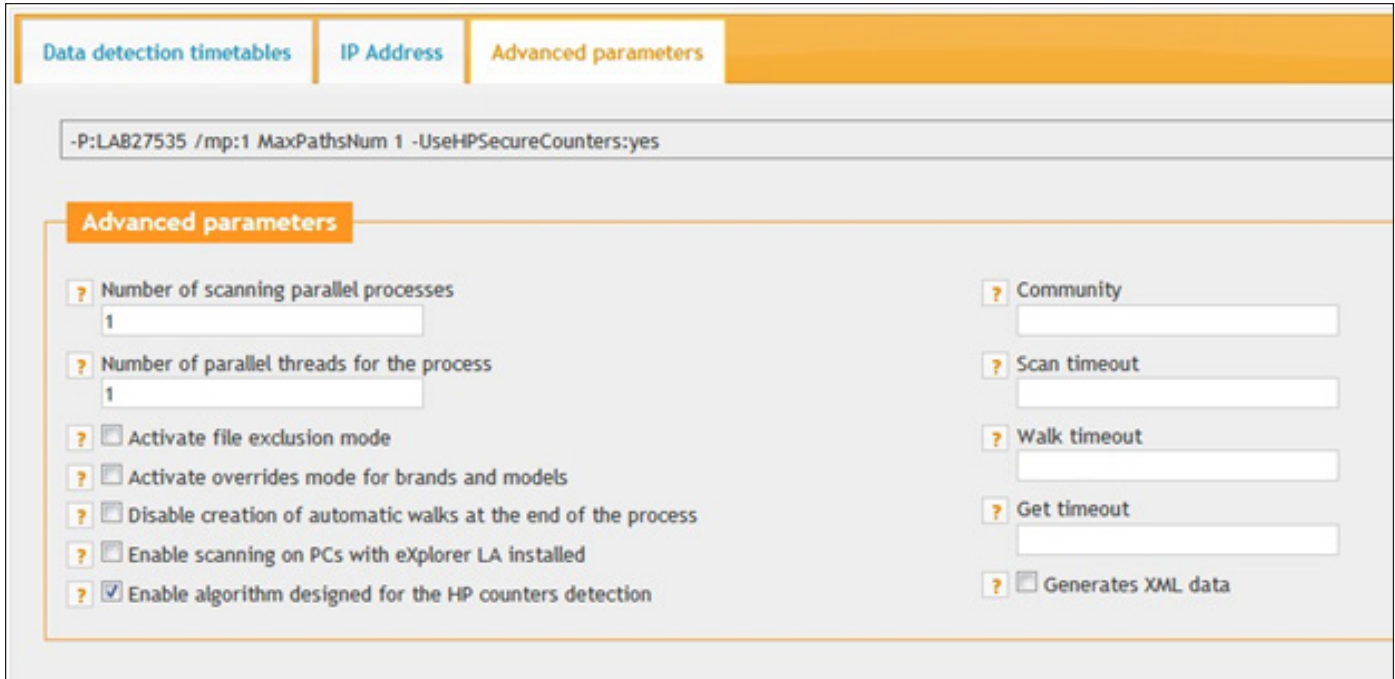 Data detection timetables
IP Address
Advanced parameters
-P:LAB27535 /mp:1 MaxPathsNum 1 -UseHPSecureCounters:yes
Advanced parameters
? Number of scanning parallel processes
1
? Number of parallel threads for the process
1
? Activate file exclusion mode
? Activate overrides mode for brands and models
? Disable creation of automatic walks at the end of the process
? Enable scanning on PCs with eXplorer LA installed
? Enable algorithm designed for the HP counters detection
? Community
? Scan timeout
? Walk timeout
? Get timeout
? Generates XML data